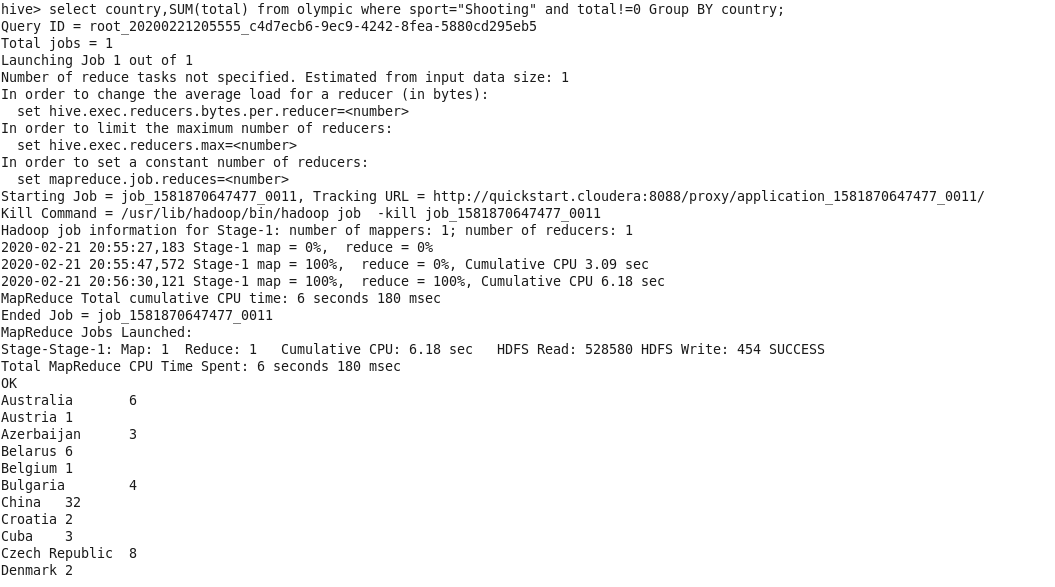 hive> select country,SUM(total) from olympic where sport="Shooting" and total!=0 Group BY country;
Query ID = root_20200221205555_c4d7ecb6-9ec9-4242-8fea-5880cd295eb5
Total jobs = 1
Launching Job 1 out of 1
Number of reduce tasks not specified. Estimated from input data size: 1
In order to change the average load for a reducer (in bytes):
  set hive.exec.reducers.bytes.per.reducer=<number>
In order to limit the maximum number of reducers:
  set hive.exec.reducers.max=<number>
In order to set a constant number of reducers:
  set mapreduce.job.reduces=<number>
Starting Job = job_1581870647477_0011, Tracking URL = http://quickstart.cloudera:8088/proxy/application_1581870647477_0011/
Kill Command = /usr/lib/hadoop/bin/hadoop job  -kill job_1581870647477_0011
Hadoop job information for Stage-1: number of mappers: 1; number of reducers: 1
2020-02-21 20:55:27,183 Stage-1 map = 0%,  reduce = 0%
2020-02-21 20:55:47,572 Stage-1 map = 100%,  reduce = 0%, Cumulative CPU 3.09 sec
2020-02-21 20:56:30,121 Stage-1 map = 100%,  reduce = 100%, Cumulative CPU 6.18 sec
MapReduce Total cumulative CPU time: 6 seconds 180 msec
Ended Job = job_1581870647477_0011
MapReduce Jobs Launched:
Stage-Stage-1: Map: 1  Reduce: 1   Cumulative CPU: 6.18 sec   HDFS Read: 528580 HDFS Write: 454 SUCCESS
Total MapReduce CPU Time Spent: 6 seconds 180 msec
OK
Australia       6
Austria 1
Azerbaijan      3
Belarus 6
Belgium 1
Bulgaria        4
China   32
Croatia 2
Cuba    3
Czech Republic  8
Denmark 2